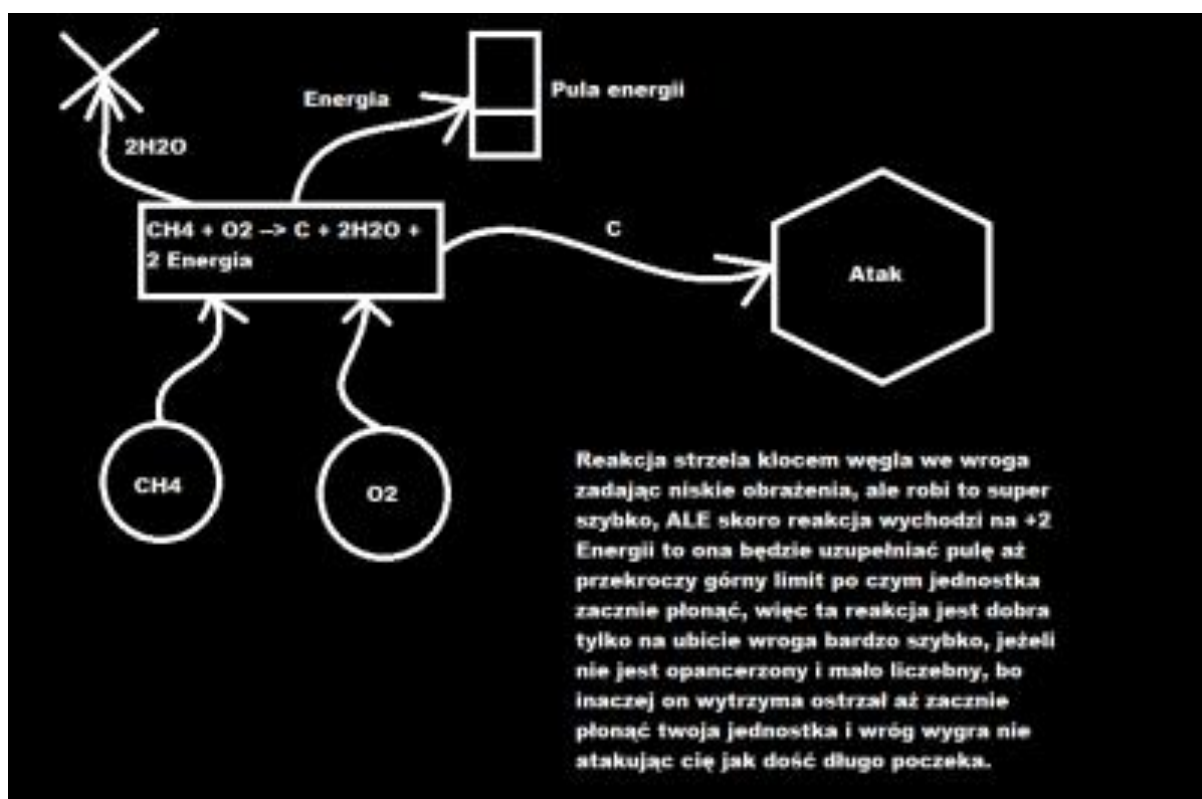 Energia
Pula energii
2H2O
CH4 + O2 --> C + 2H2O +
2 Energia
C
Atak
CH4
O2
Reakcja strzela klocem węgla we wroga
zadając niskie obrażenia, ale robi to super
szybko, ALE skoro reakcja wychodzi na +2
Energii to ona będzie uzupełniać pulę aż
przekroczy górny limit po czym jednostka
zacznie płonąć, więc ta reakcja jest dobra
tylko na ubicie wroga bardzo szybko, jeżeli
nie jest opancerzony i mało liczebny, bo
inaczej on wytrzyma ostrzał aż zacznie
płonąć twoja jednostka i wróg wygra nie
atakując cię jak dość długo poczeka.